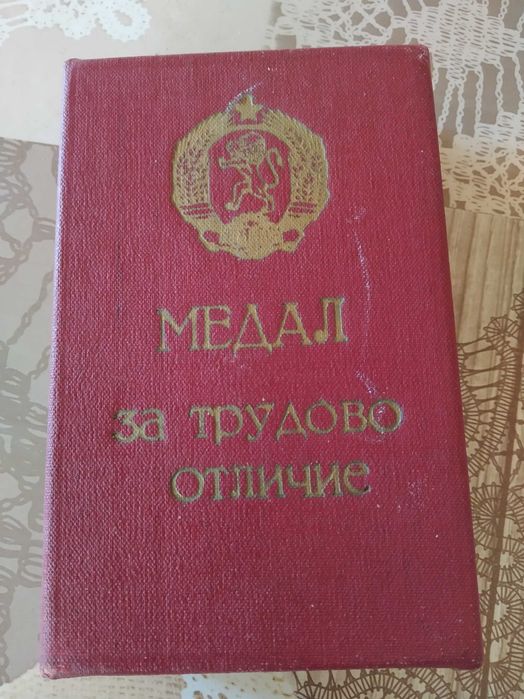 МЕДАЛ
за трудово
отличие